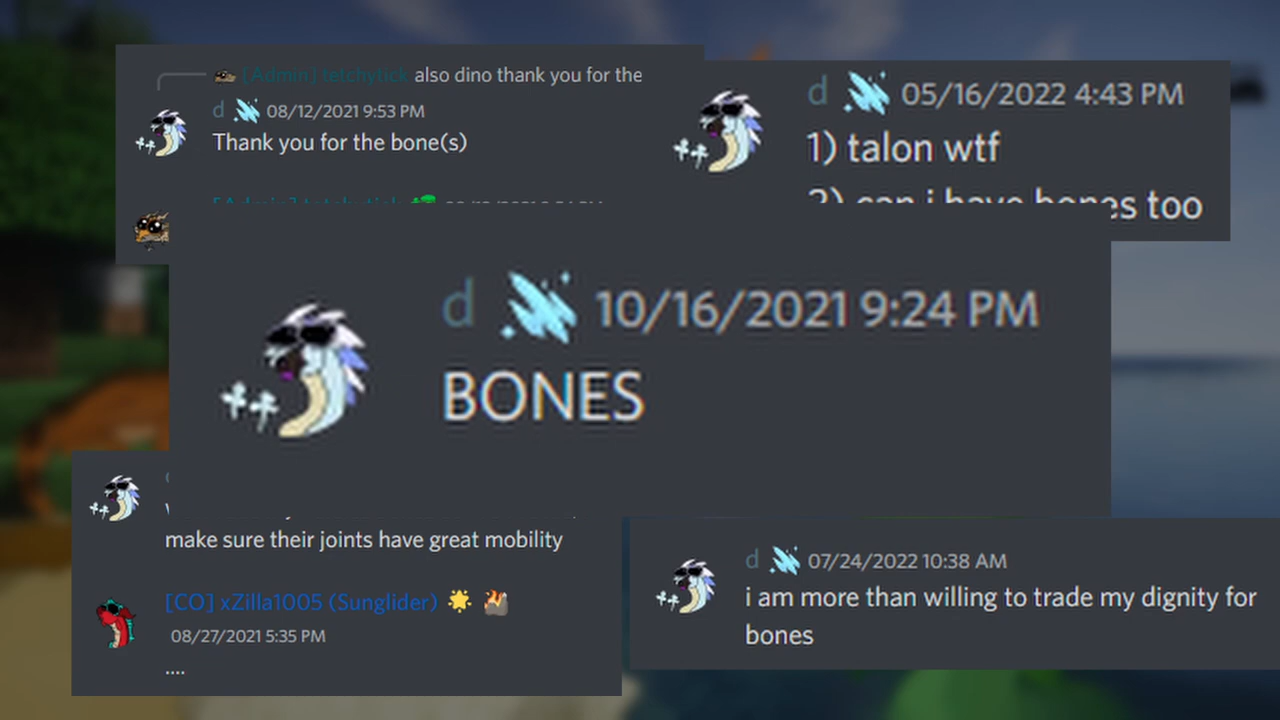 [Admin] tetchytick also dino thank you for the
d 08/12/2021 9:53 PM
Thank you for the bone(s)
d 05/16/2022 4:43 PM
1) talon wtf
2) can i have bones too
[Admin] tetchytick
d 10/16/2021 9:24 PM
BONES
make sure their joints have great mobility
[CO] xZilla1005 (Sunglider)
08/27/2021 5:35 PM
....
d 07/24/2022 10:38 AM
i am more than willing to trade my dignity for
bones